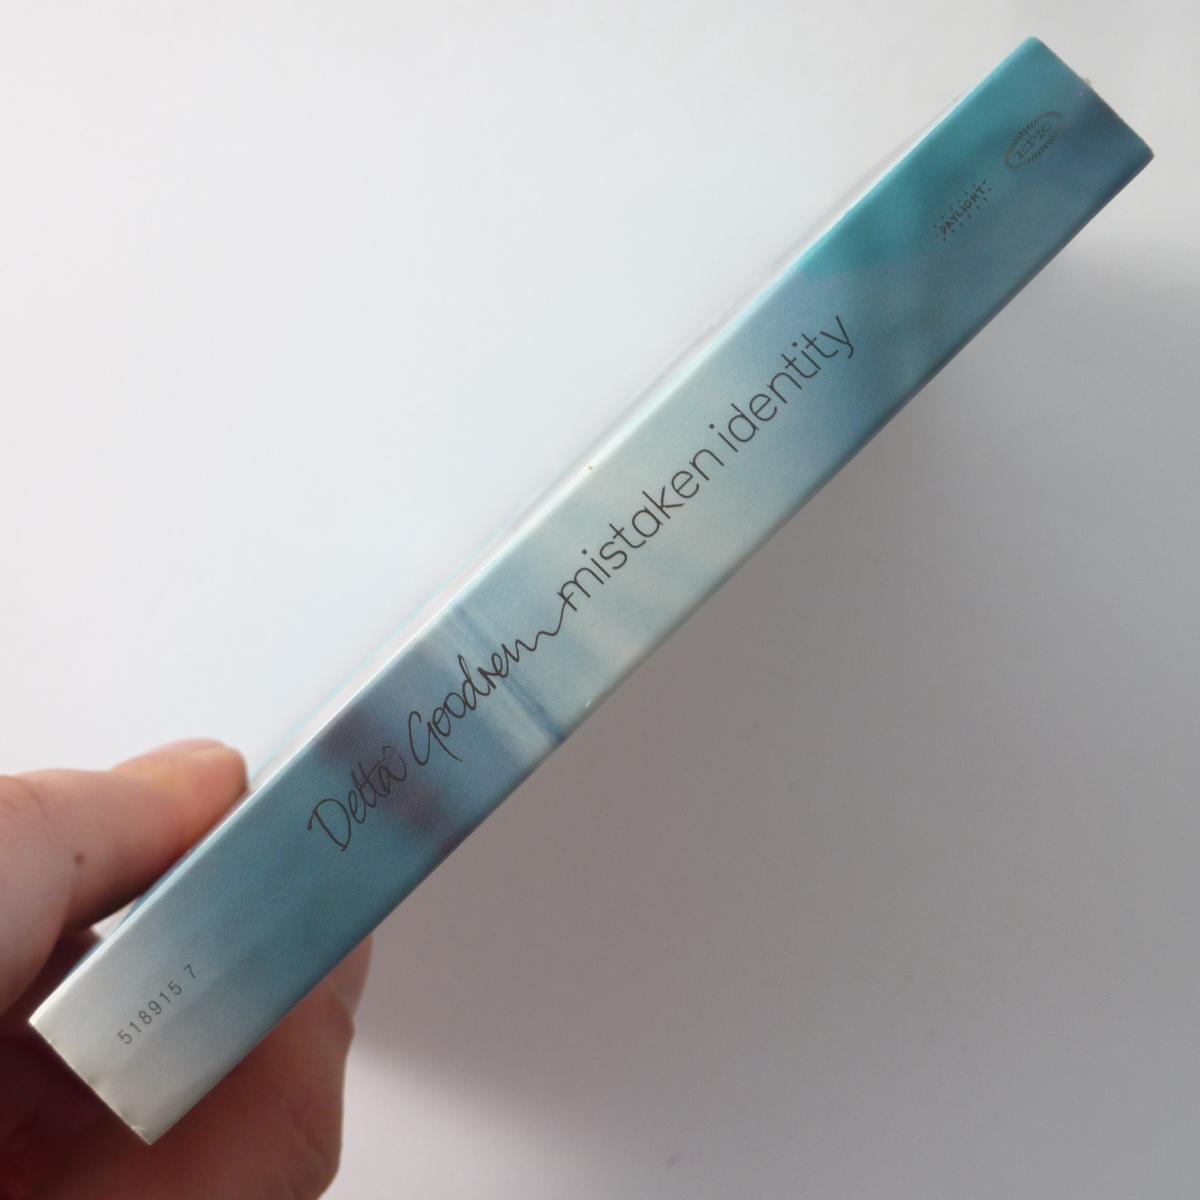 518915 7
Delta Goodrem mistaken identity
DAYLIGHT
EPIC